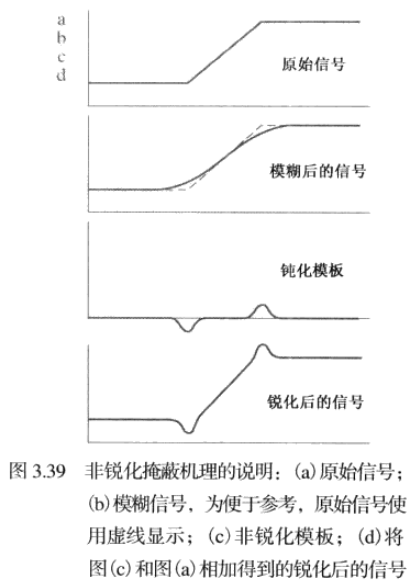 a
b
c
d
原始信号
模糊后的信号
钝化模板
锐化后的信号
图 3.39 非锐化掩蔽机理的说明：(a)原始信号；
(b)模糊信号，为便于参考，原始信号使
用虚线显示；(c)非锐化模板；(d)将
图(c)和图(a)相加得到的锐化后的信号